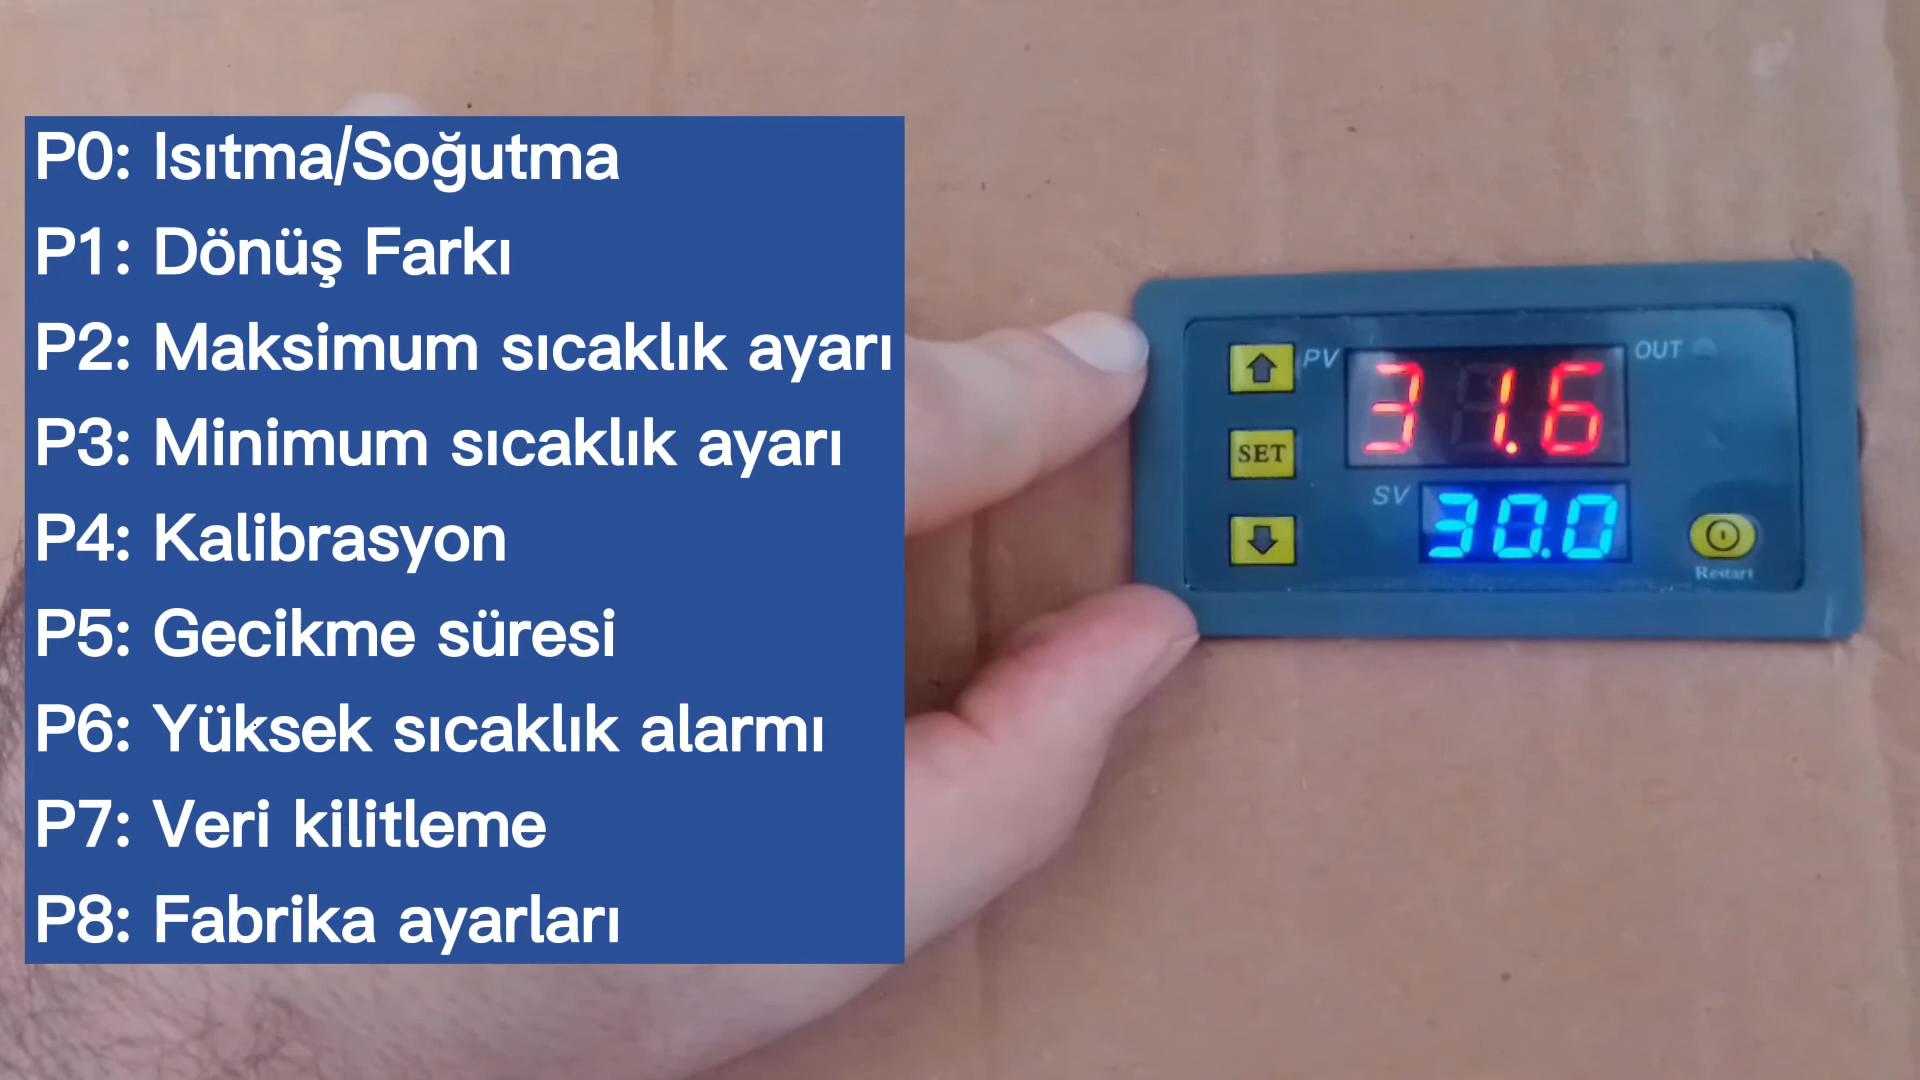 P0: Isıtma/Soğutma
P1: Dönüş Farkı
P2: Maksimum sıcaklık ayarı
P3: Minimum sıcaklık ayarı
P4: Kalibrasyon
P5: Gecikme süresi
P6: Yüksek sıcaklık alarmı
P7: Veri kilitleme
P8: Fabrika ayarları
PV 31.6 OUT
SET
SV 30.0
Restart